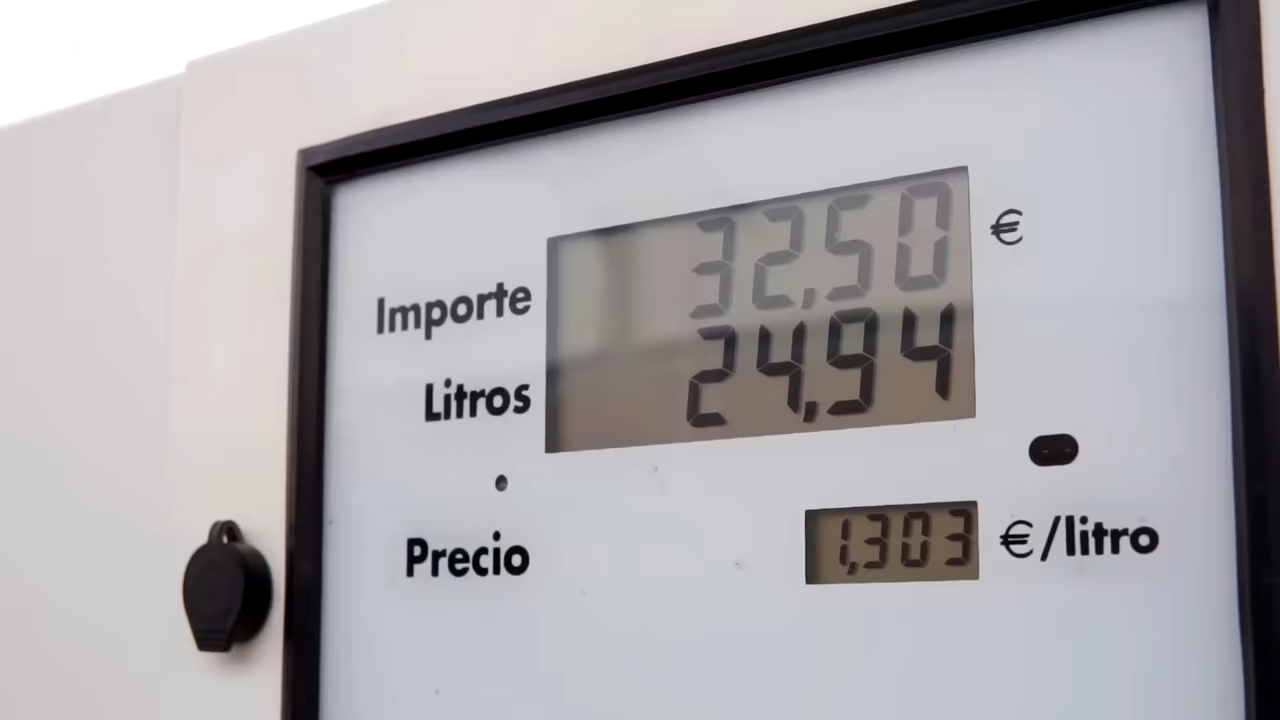 Importe 32,50 €
Litros 24,94
Precio 1,303 €/litro